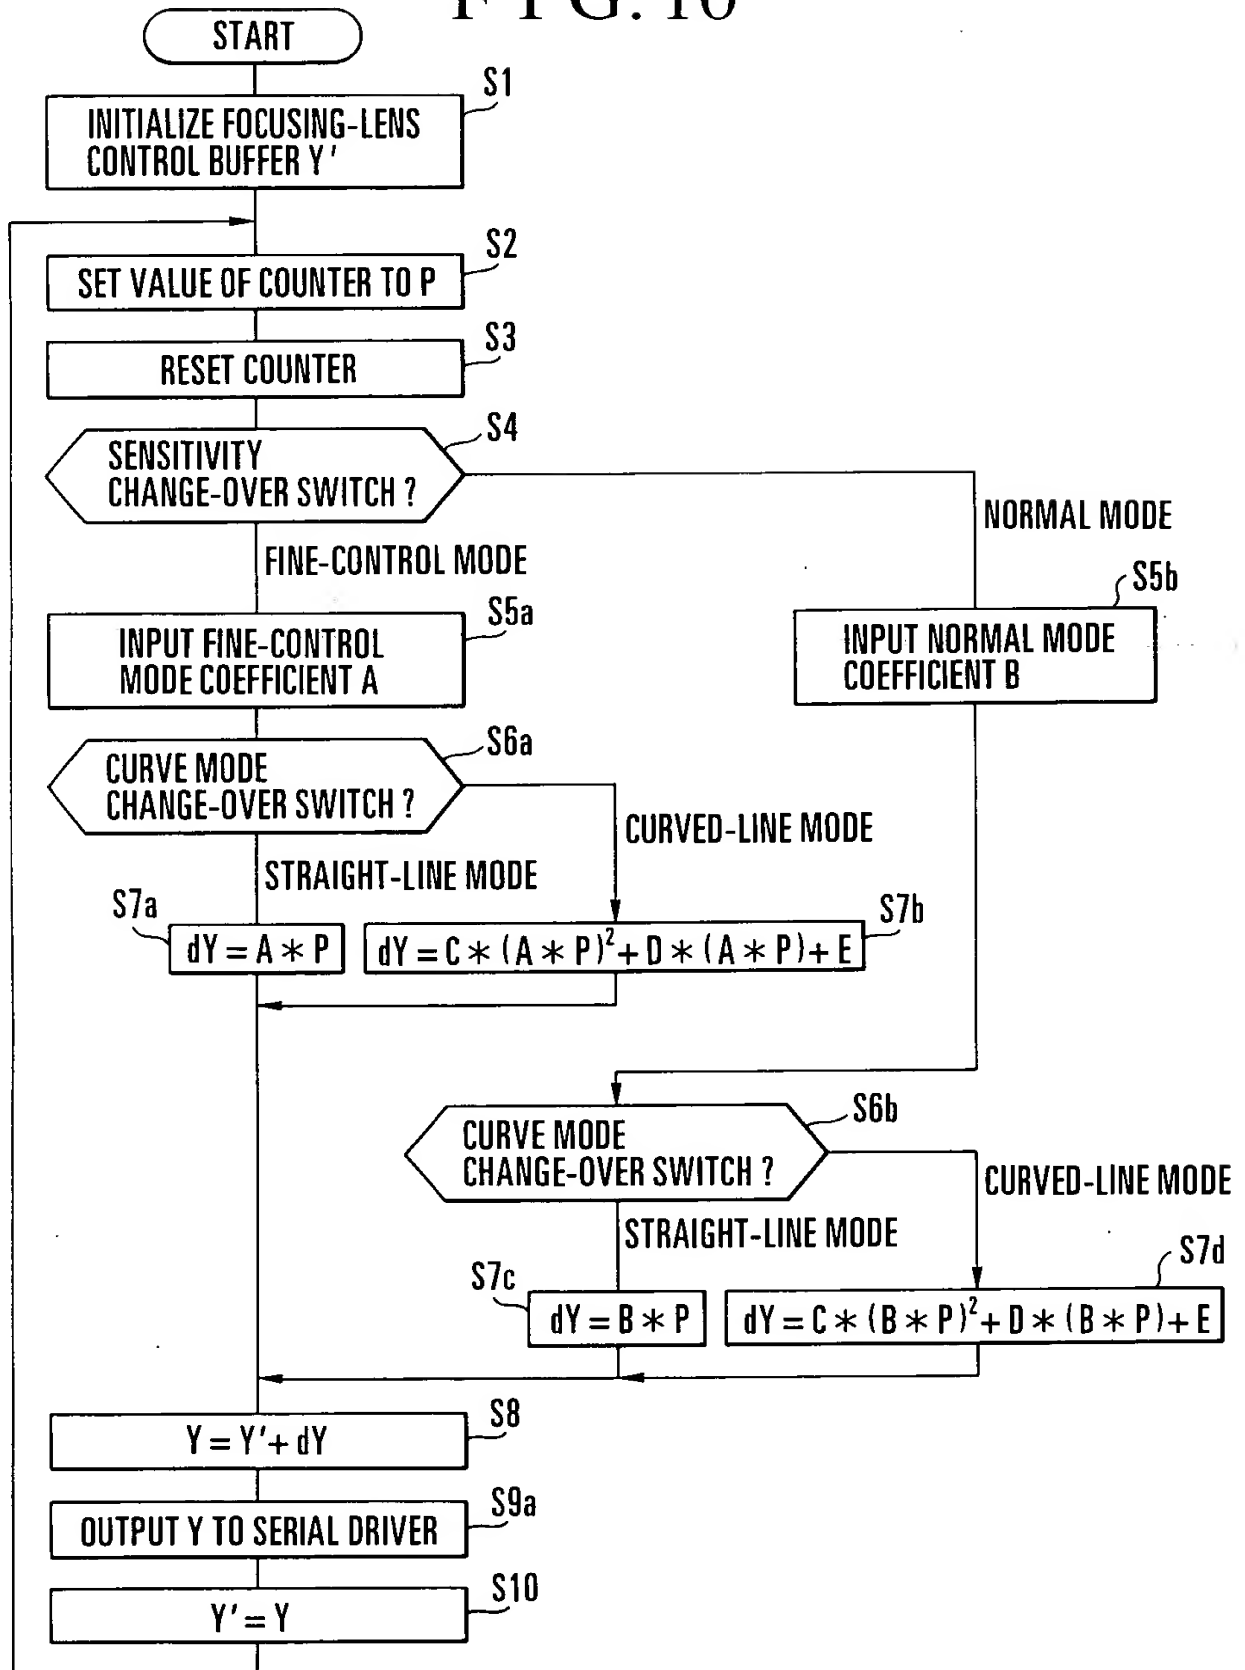 FIG. 10
START
S1
INITIALIZE FOCUSING-LENS
CONTROL BUFFER Y'
S2
SET VALUE OF COUNTER TO P
S3
RESET COUNTER
S4
SENSITIVITY
CHANGE-OVER SWITCH ?
NORMAL MODE
FINE-CONTROL MODE
S5a
INPUT FINE-CONTROL
MODE COEFFICIENT A
S5b
INPUT NORMAL MODE
COEFFICIENT B
S6a
CURVE MODE
CHANGE-OVER SWITCH ?
CURVED-LINE MODE
STRAIGHT-LINE MODE
S7a
dY = A * P
S7b
dY = C * (A * P)² + D * (A * P) + E
S6b
CURVE MODE
CHANGE-OVER SWITCH ?
CURVED-LINE MODE
STRAIGHT-LINE MODE
S7c
dY = B * P
S7d
dY = C * (B * P)² + D * (B * P) + E
S8
Y = Y' + dY
S9a
OUTPUT Y TO SERIAL DRIVER
S10
Y' = Y